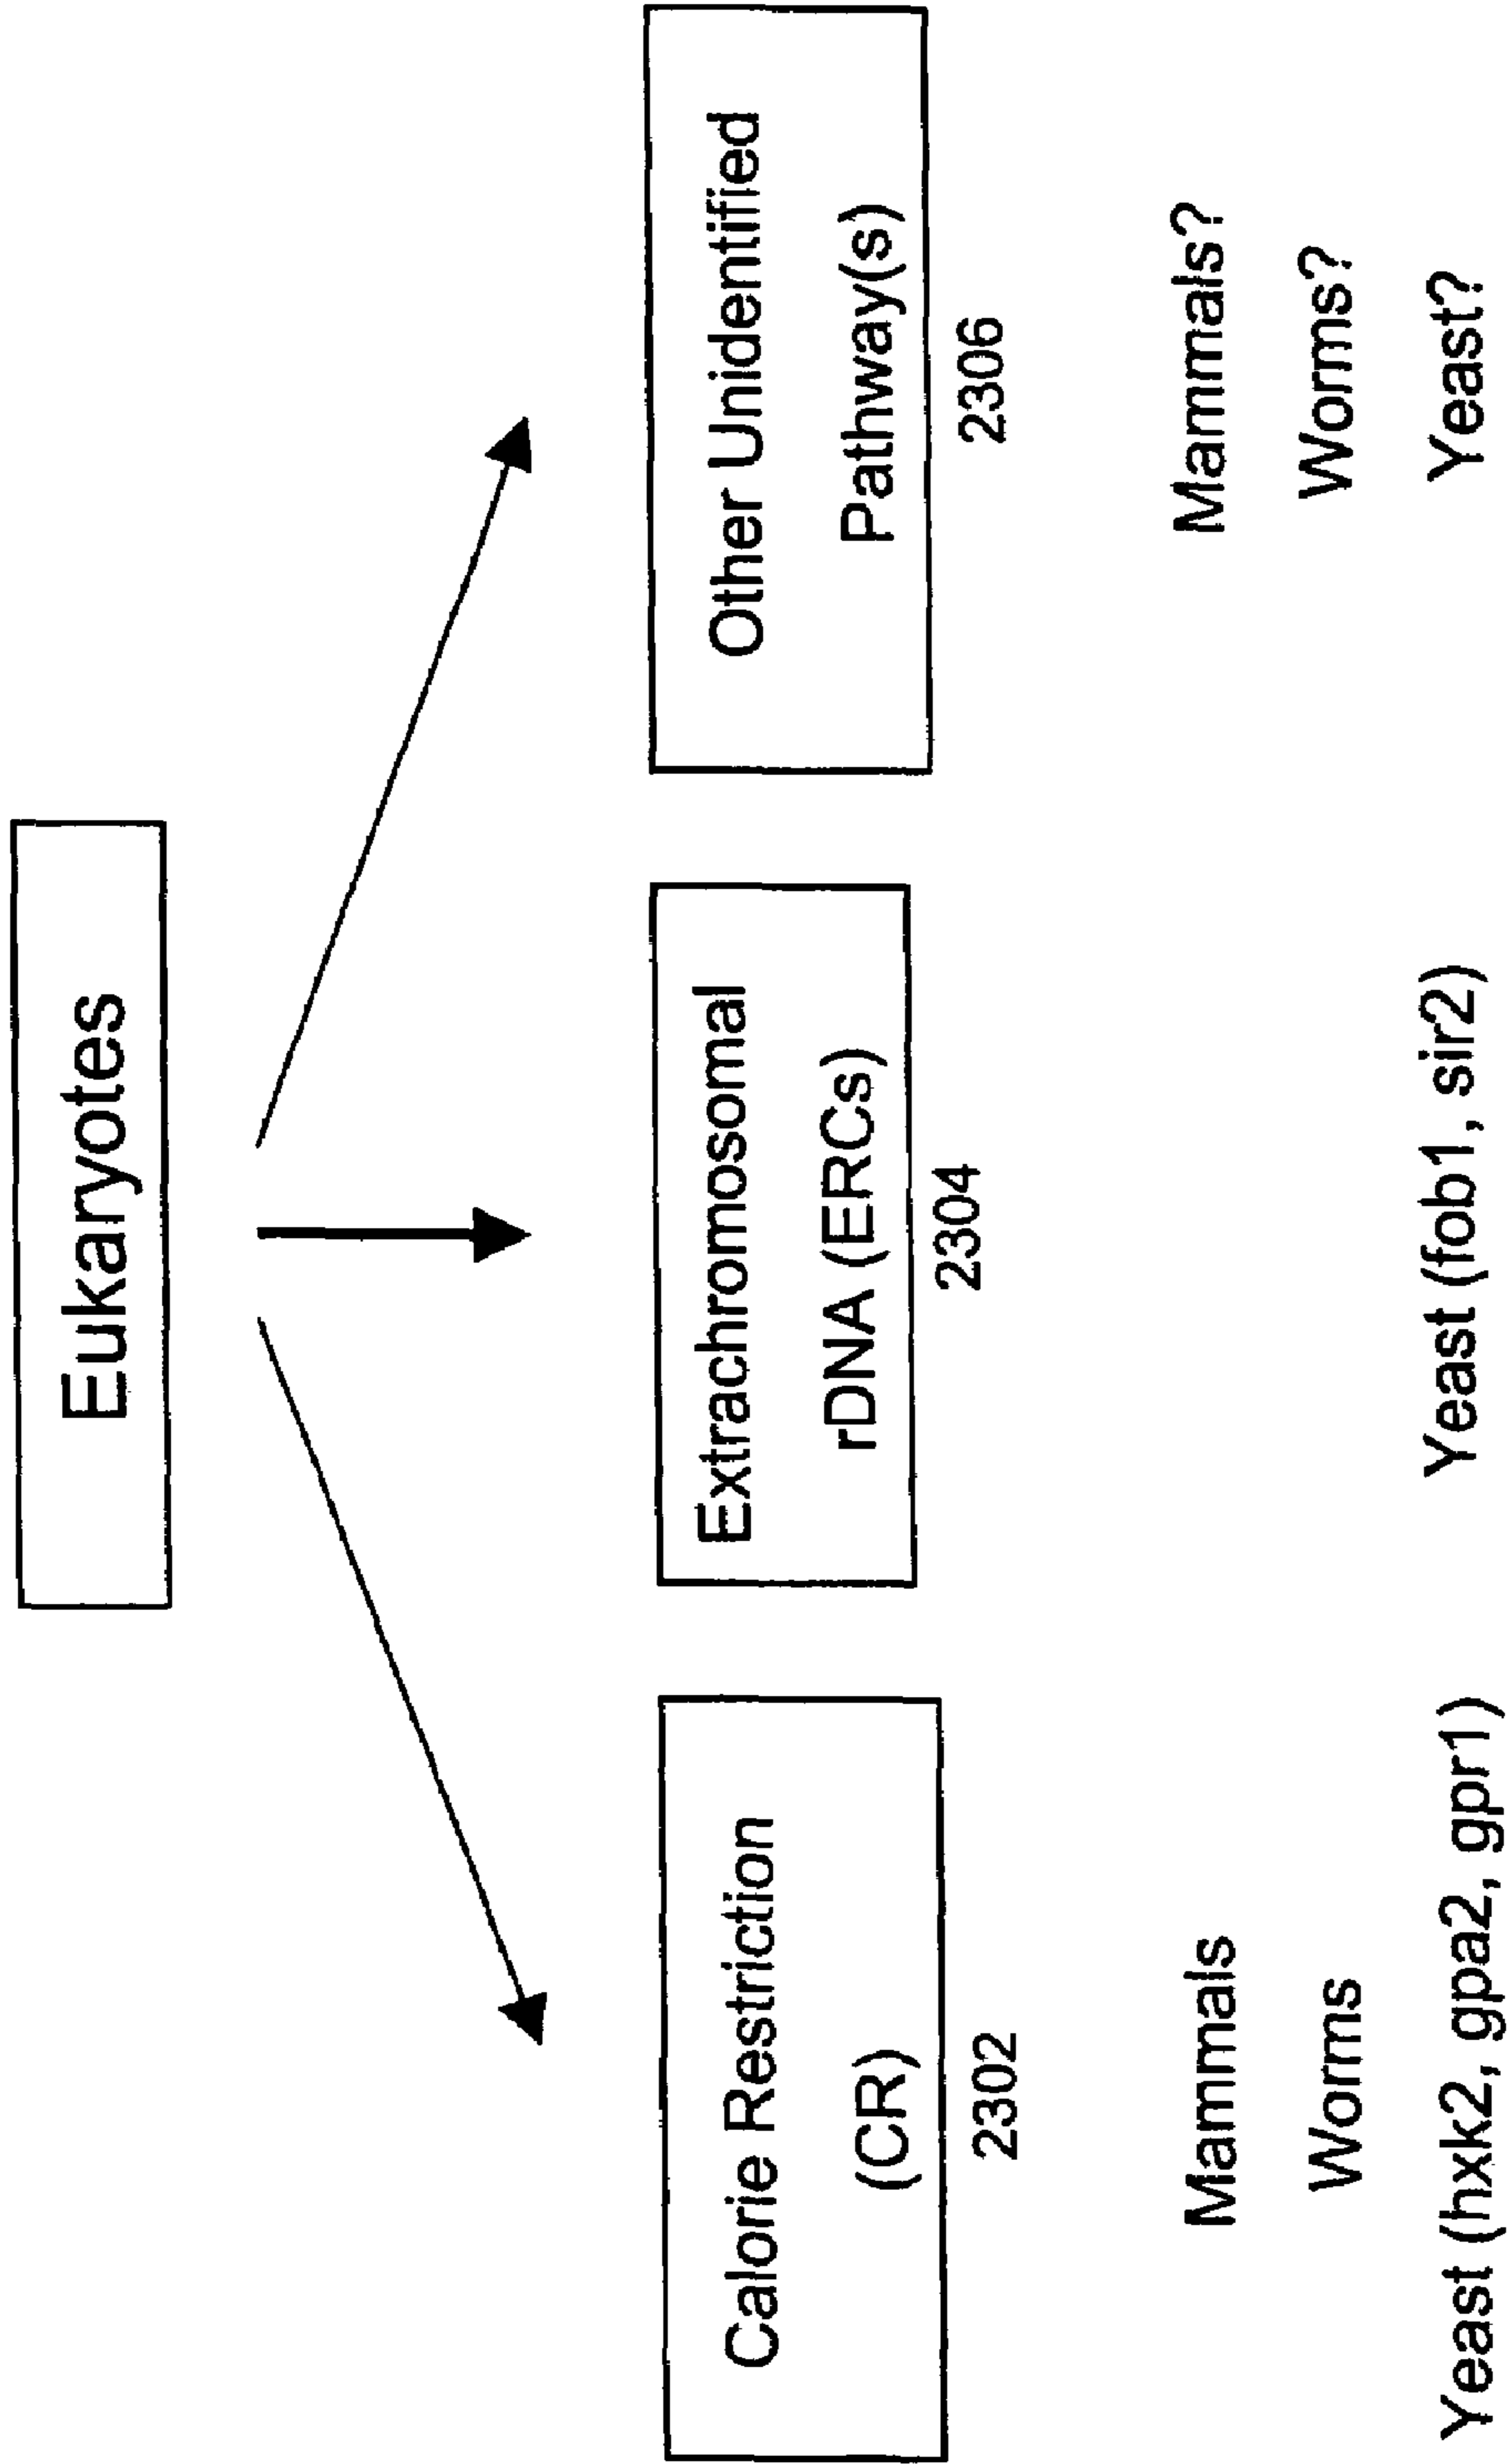 Eukaryotes
Calorie Restriction
(CR)
2302
Mammals
Worms
Yeast (hxk2, gpa2, gpr1)
Extrachromosomal
rDNA (ERCs)
2304
Yeast (fob1, sir2)
Other Unidentified
Pathway(s)
2306
Mammals?
Worms?
Yeast?